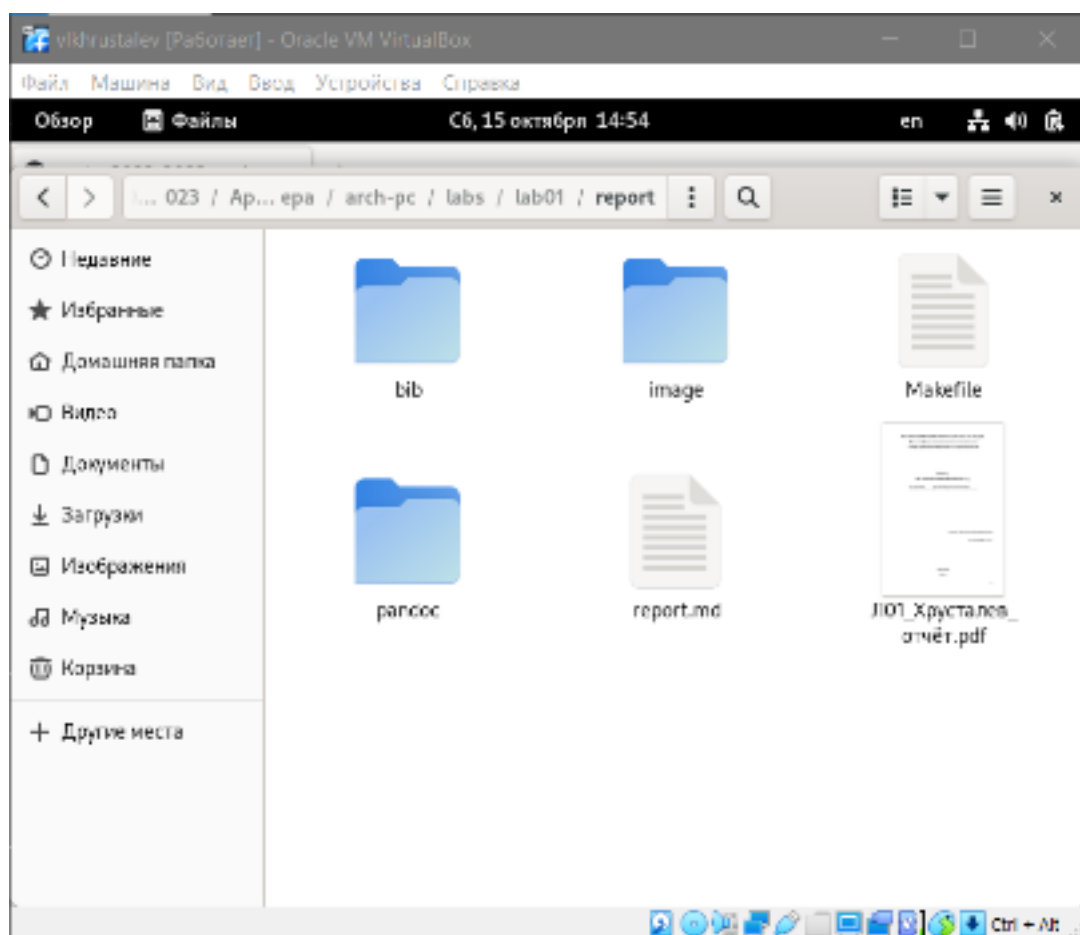 vlkhrustalev [Работает] - Oracle VM VirtualBox
Файл Машина Вид Ввод Устройства Справка
Обзор Файлы Сб, 15 октября 14:54 en
... 023 / Ар... ера / arch-pc / labs / lab01 / report
Недавние
Избранные
Домашняя папка
Видео
Документы
Загрузки
Изображения
Музыка
Корзина
Другие места
bib image Makefile
pandoc report.md Л01_Хрусталев_
отчёт.pdf
Ctrl + Alt